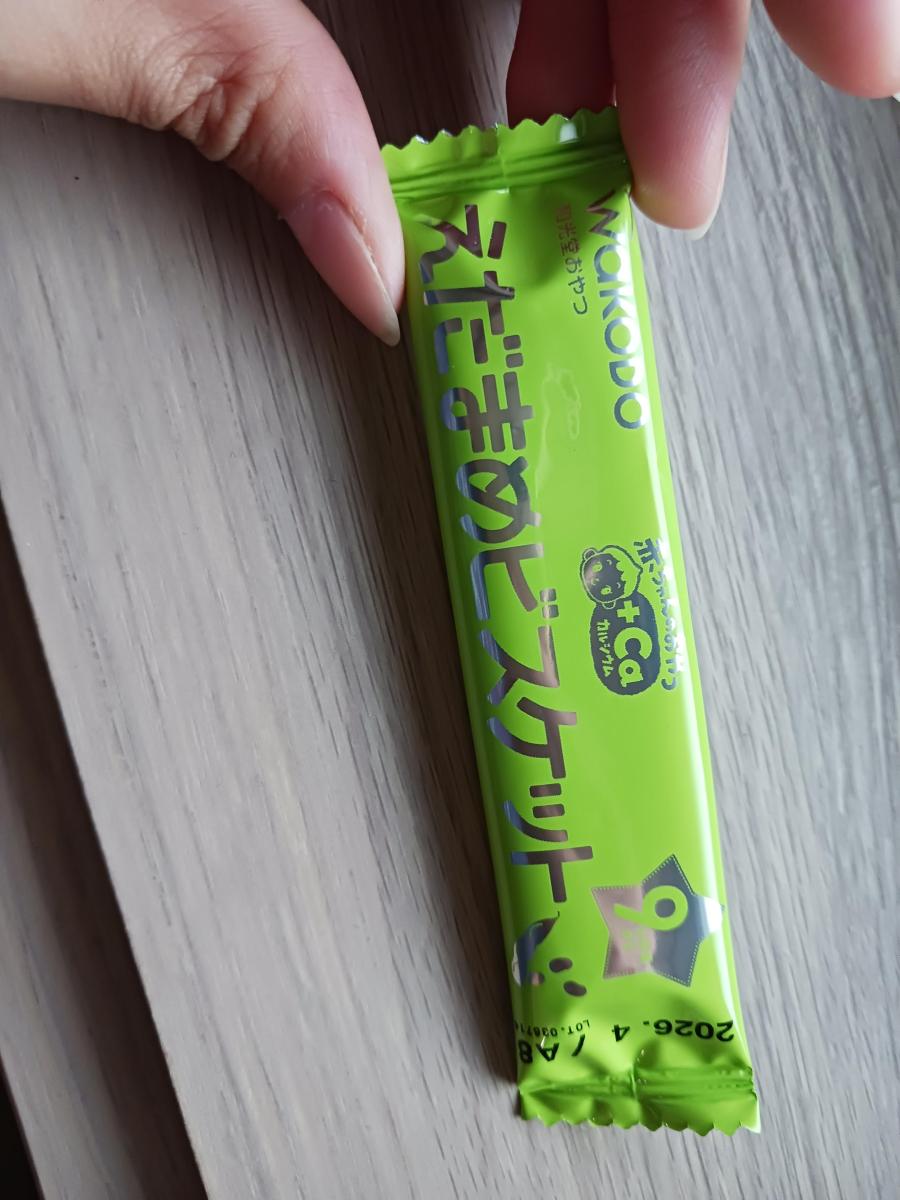 wakodo
和光堂おやつ
赤ちゃんのおやつ
+Ca
カルシウム
えだまめビスケット
9
2026.4 /A8